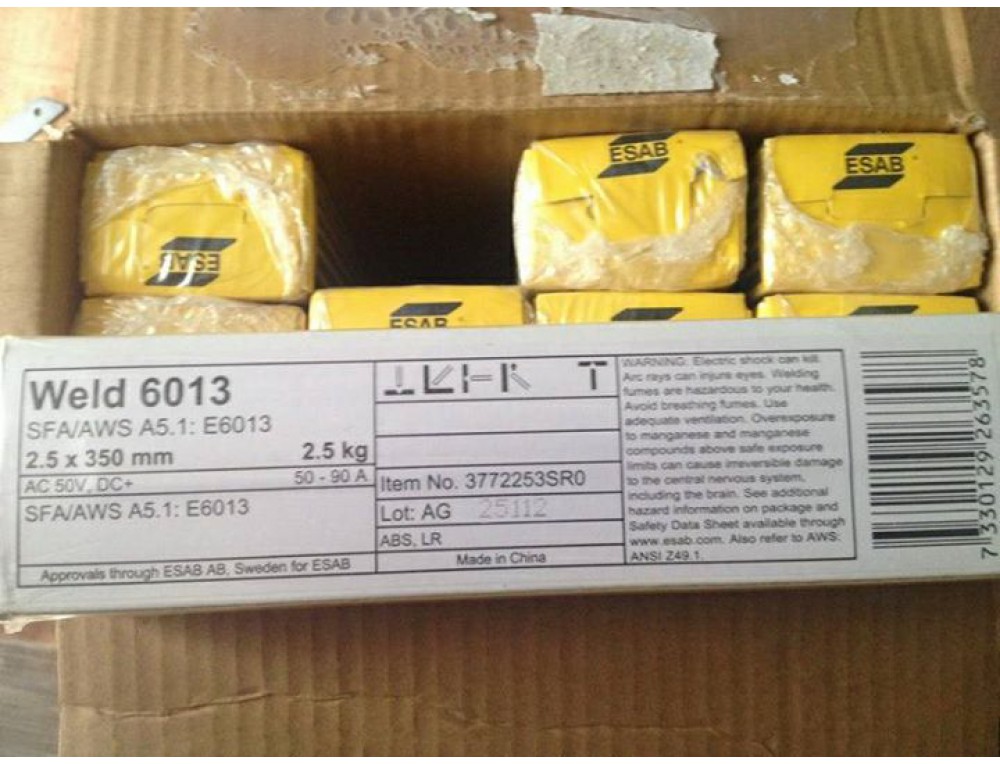 ESAB
ESAB
ESAB
ESAB
Weld 6013
SFA/AWS A5.1: E6013
2.5 x 350 mm 2.5 kg
AC 50V, DC+ 50 - 90 A
SFA/AWS A5.1: E6013
Approvals through ESAB AB, Sweden for ESAB
Item No. 3772253SR0
Lot: AG 25112
ABS, LR
Made in China
WARNING: Electric shock can kill.
Arc rays can injure eyes. Welding
fumes are hazardous to your health.
Avoid breathing fumes. Use
adequate ventilation. Overexposure
to manganese and manganese
compounds above safe exposure
limits can cause irreversible damage
to the central nervous system,
including the brain. See additional
hazard information on package and
Safety Data Sheet available through
www.esab.com. Also refer to AWS:
ANSI Z49.1.
7330129263578